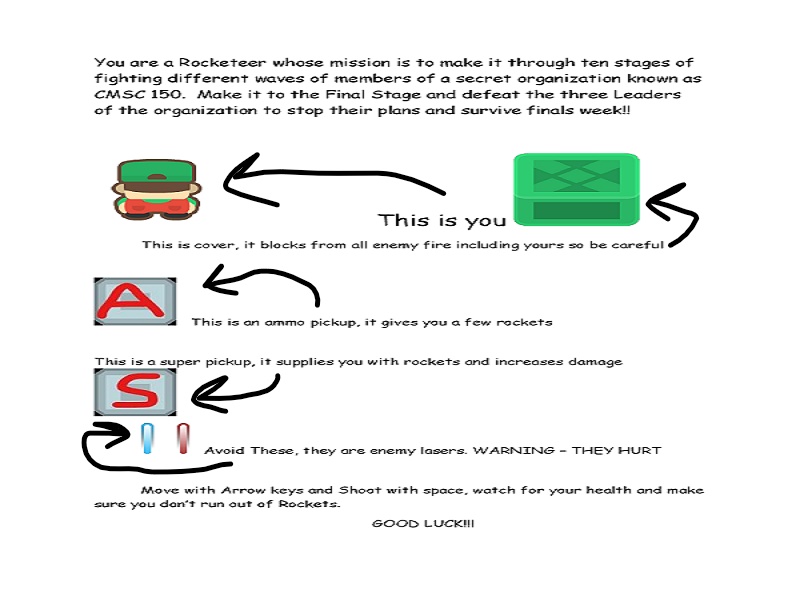 You are a Rocketeer whose mission is to make it through ten stages of
fighting different waves of members of a secret organization known as
CMSC 150. Make it to the Final Stage and defeat the three Leaders
of the organization to stop their plans and survive finals week!!
This is you
This is cover, it blocks from all enemy fire including yours so be careful
A
This is an ammo pickup, it gives you a few rockets
This is a super pickup, it supplies you with rockets and increases damage
S
Avoid These, they are enemy lasers. WARNING - THEY HURT
Move with Arrow keys and Shoot with space, watch for your health and make
sure you don't run out of Rockets.
GOOD LUCK!!!